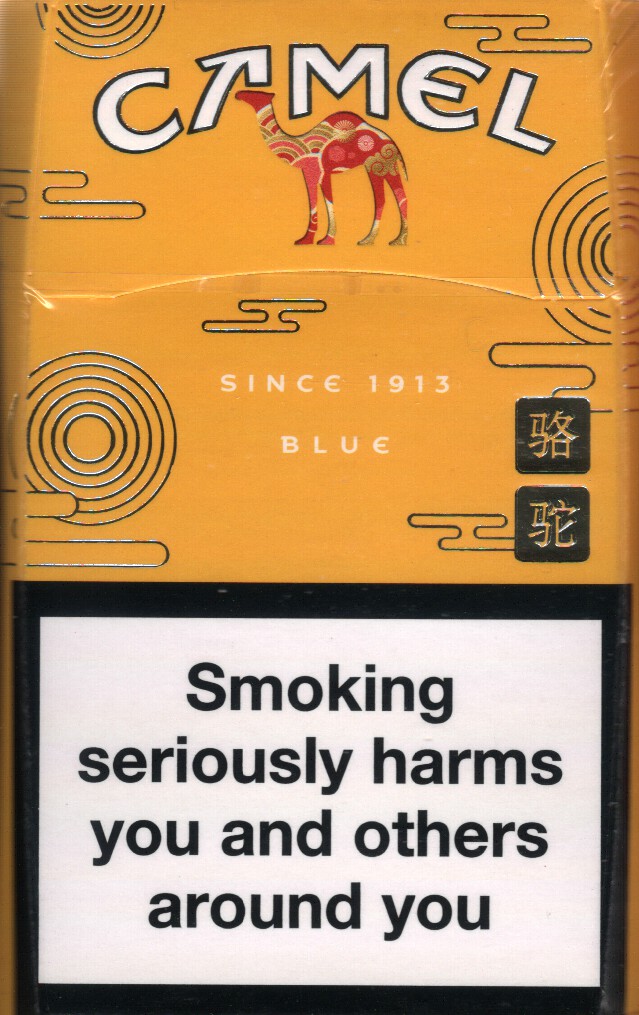 CAMEL
SINCE 1913
BLUE
骆
驼
Smoking
seriously harms
you and others
around you